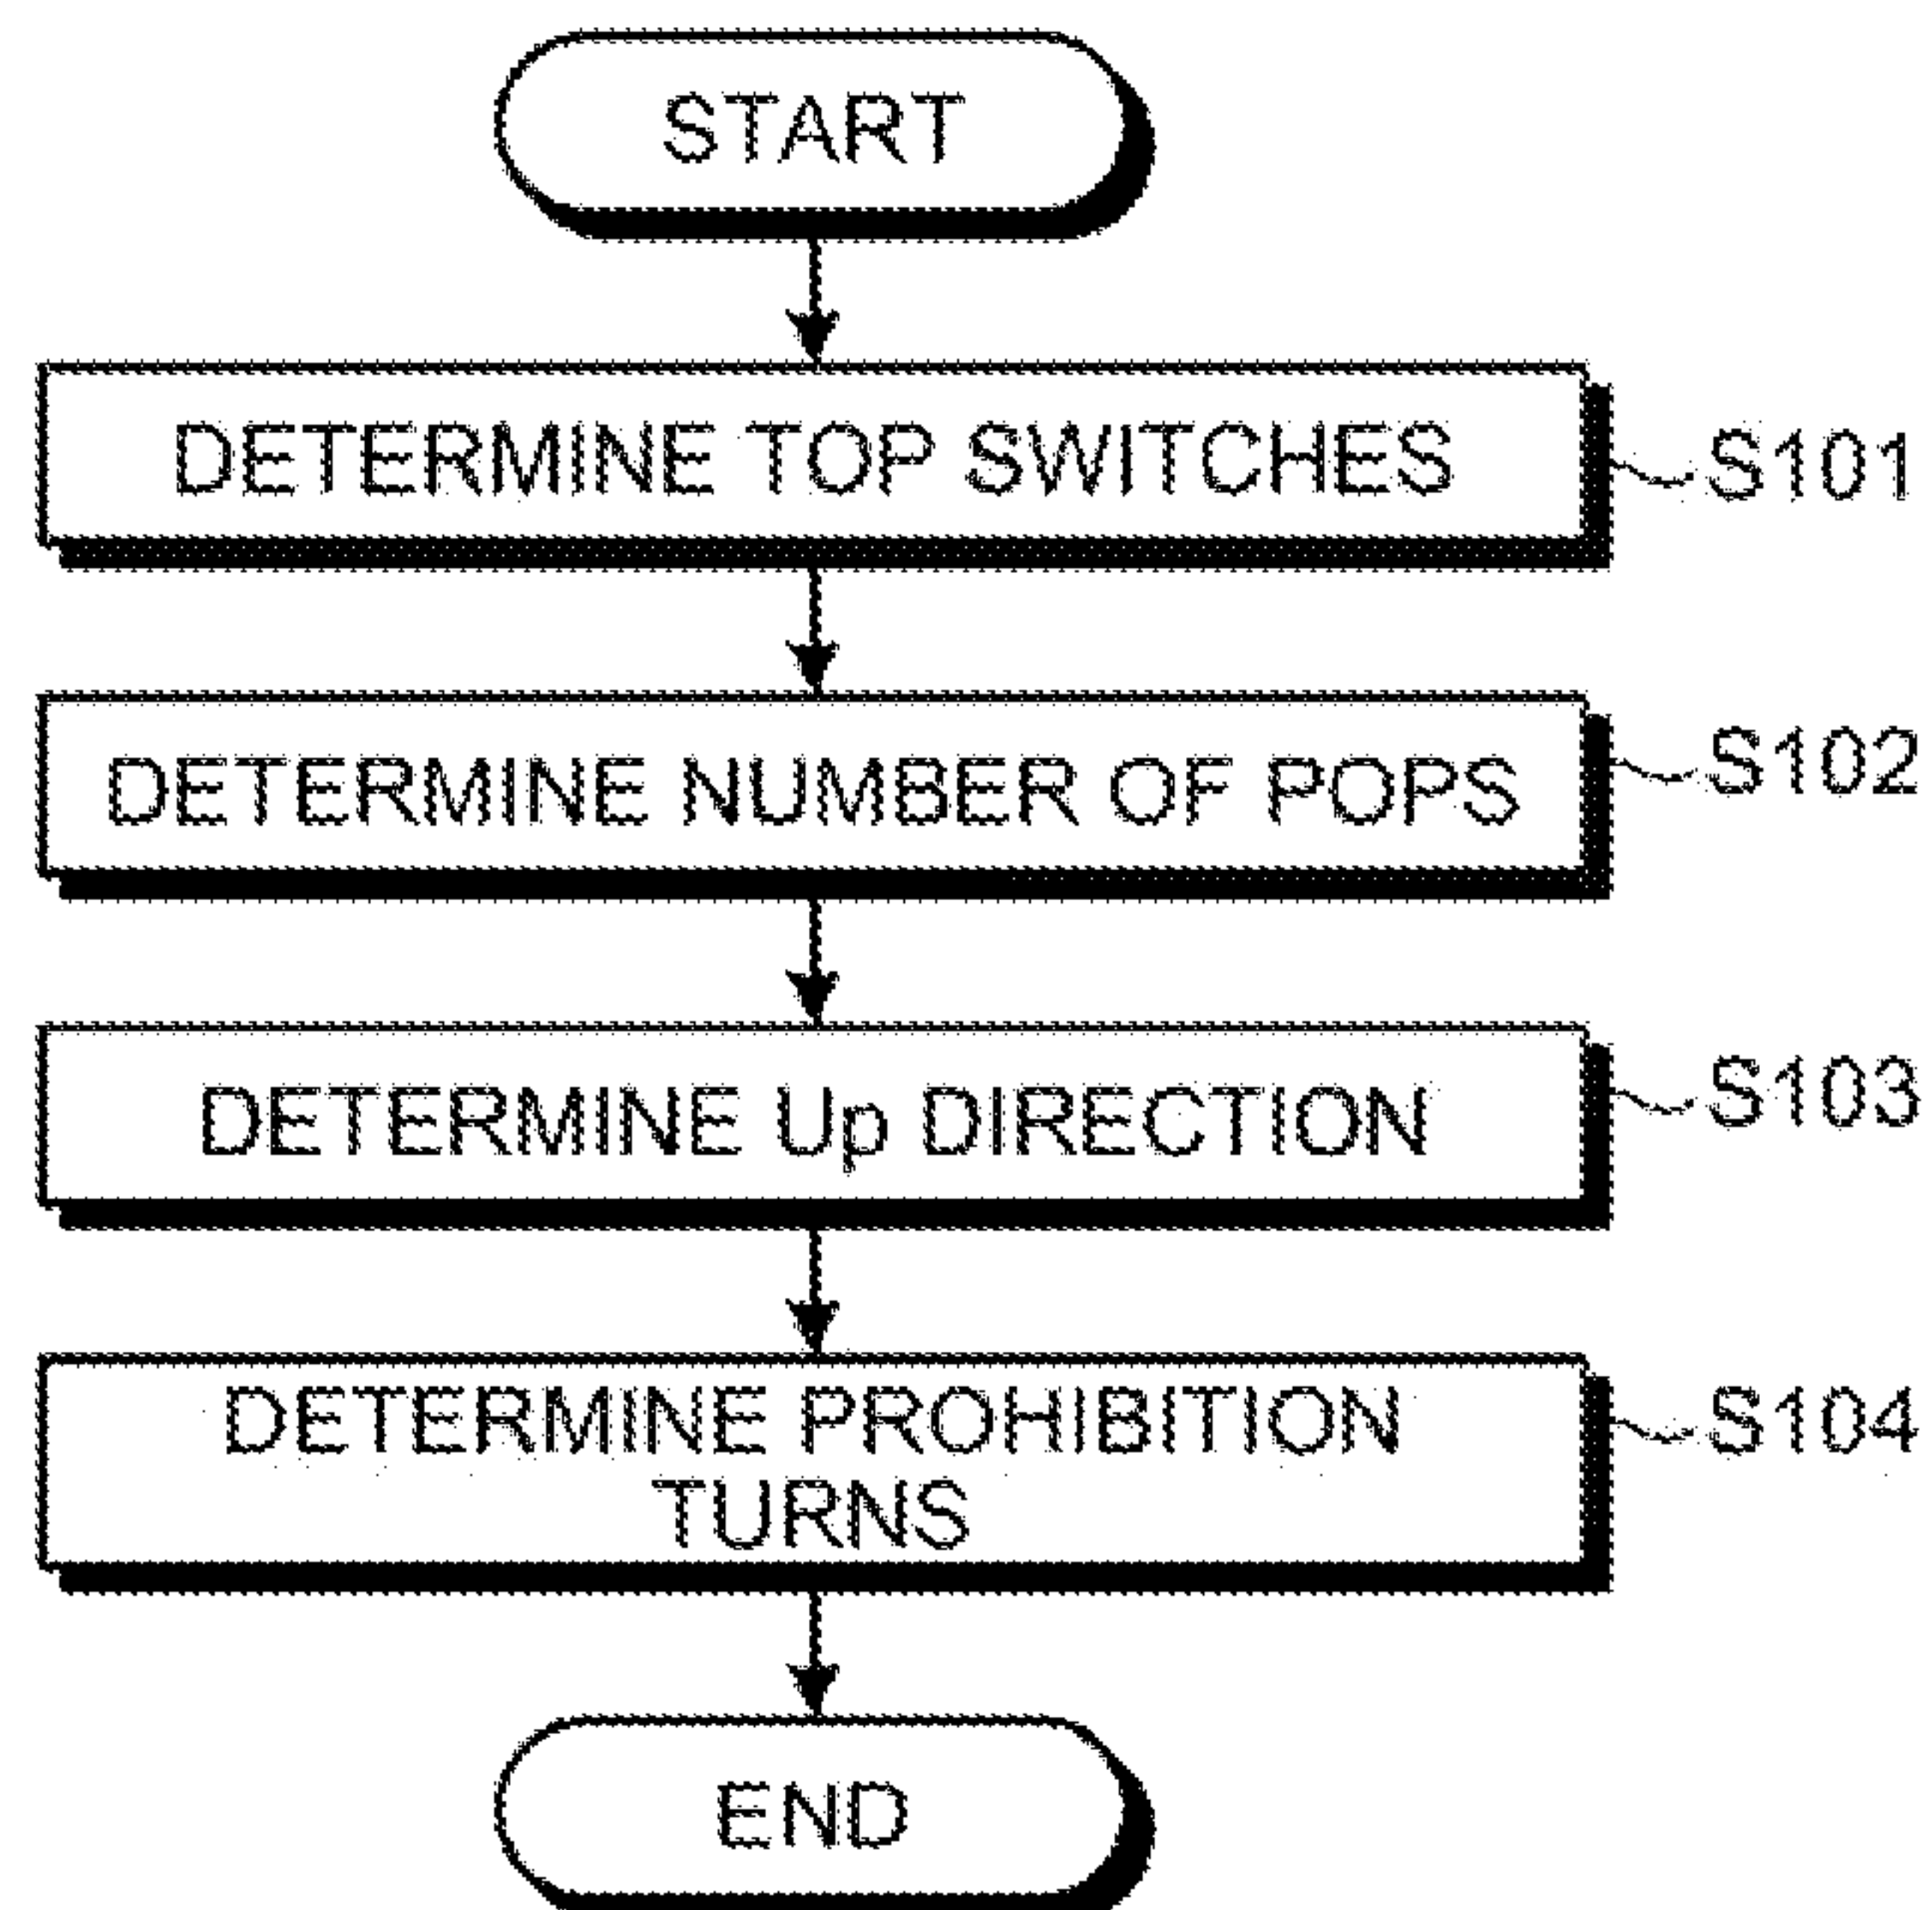 START
DETERMINE TOP SWITCHES
S101
DETERMINE NUMBER OF POPS
S102
DETERMINE Up DIRECTION
S103
DETERMINE PROHIBITION
TURNS
S104
END